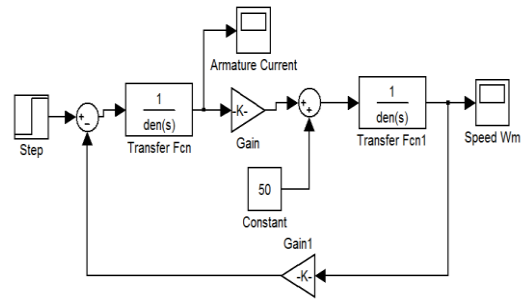 Armature Current
1
den(s)
Transfer Fcn
-K-
Gain
1
den(s)
Transfer Fcn1
Speed Wm
Step
50
Constant
Gain1
-K-